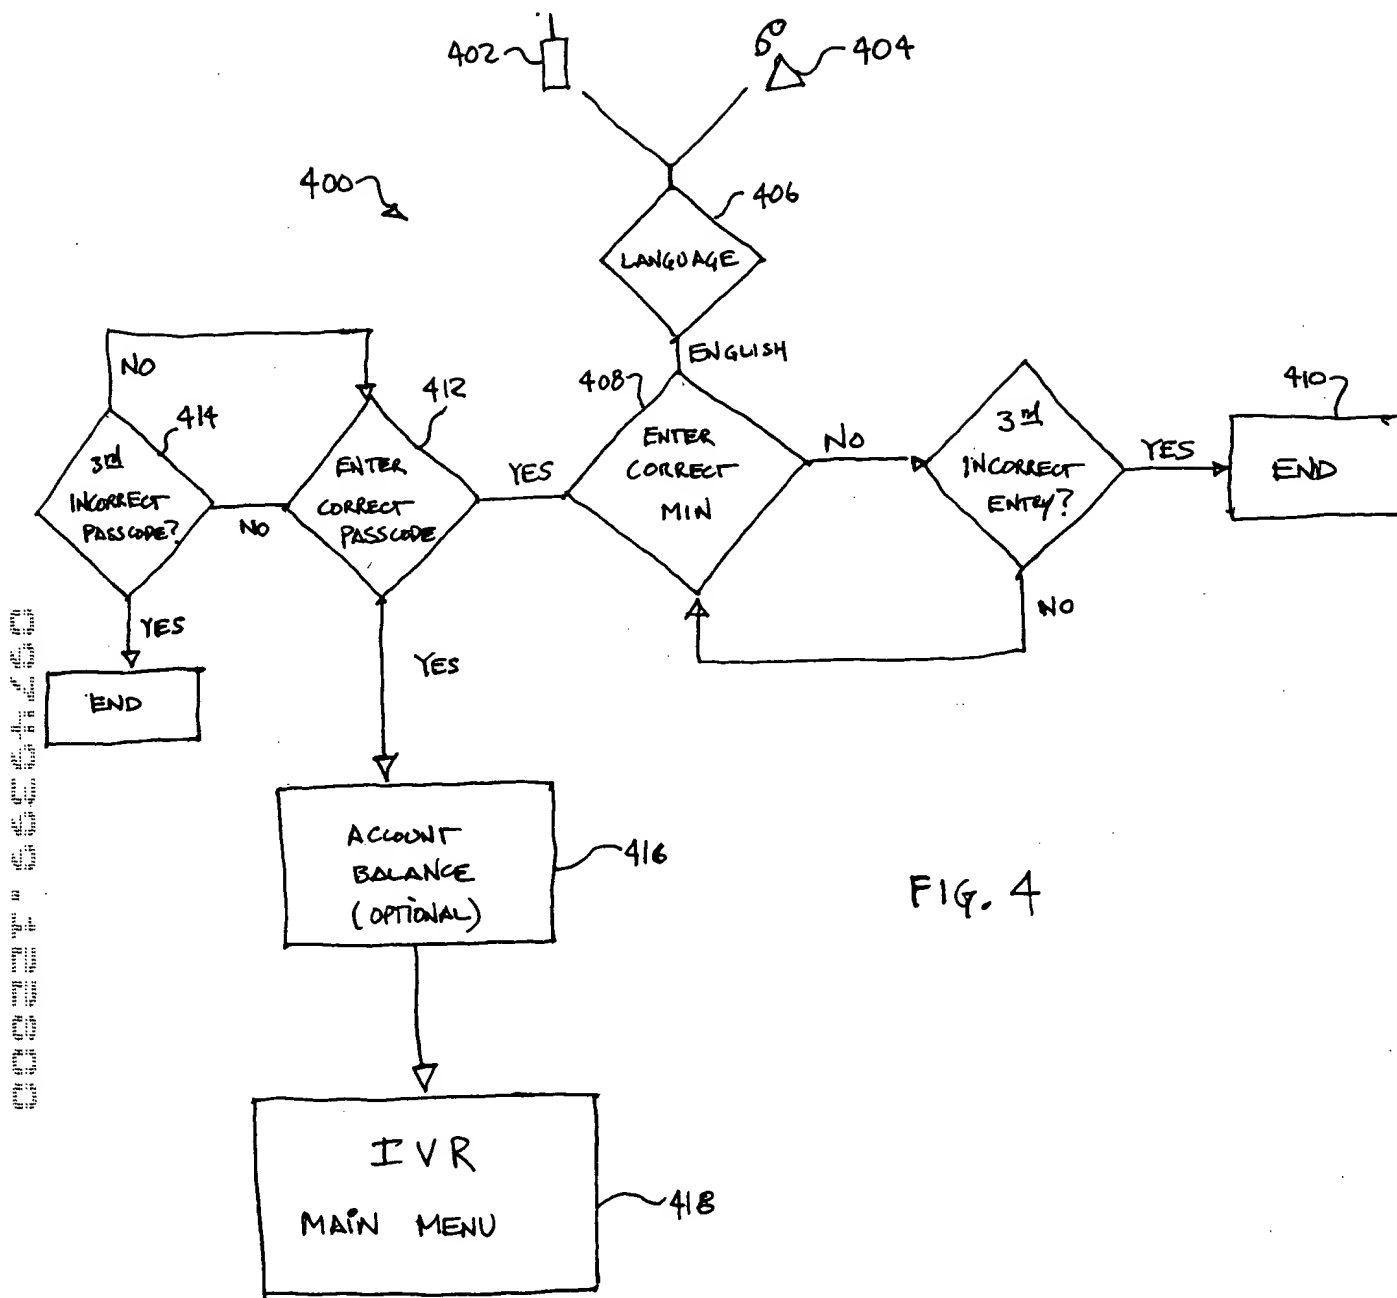 402
404
400
406
LANGUAGE
ENGLISH
NO
414
412
408
410
3rd
INCORRECT
PASSCODE?
NO
ENTER
CORRECT
PASSCODE
YES
ENTER
CORRECT
MIN
NO
3rd
INCORRECT
ENTRY?
YES
END
NO
YES
END
YES
ACCOUNT
BALANCE
(OPTIONAL)
416
FIG. 4
IVR
MAIN MENU
418